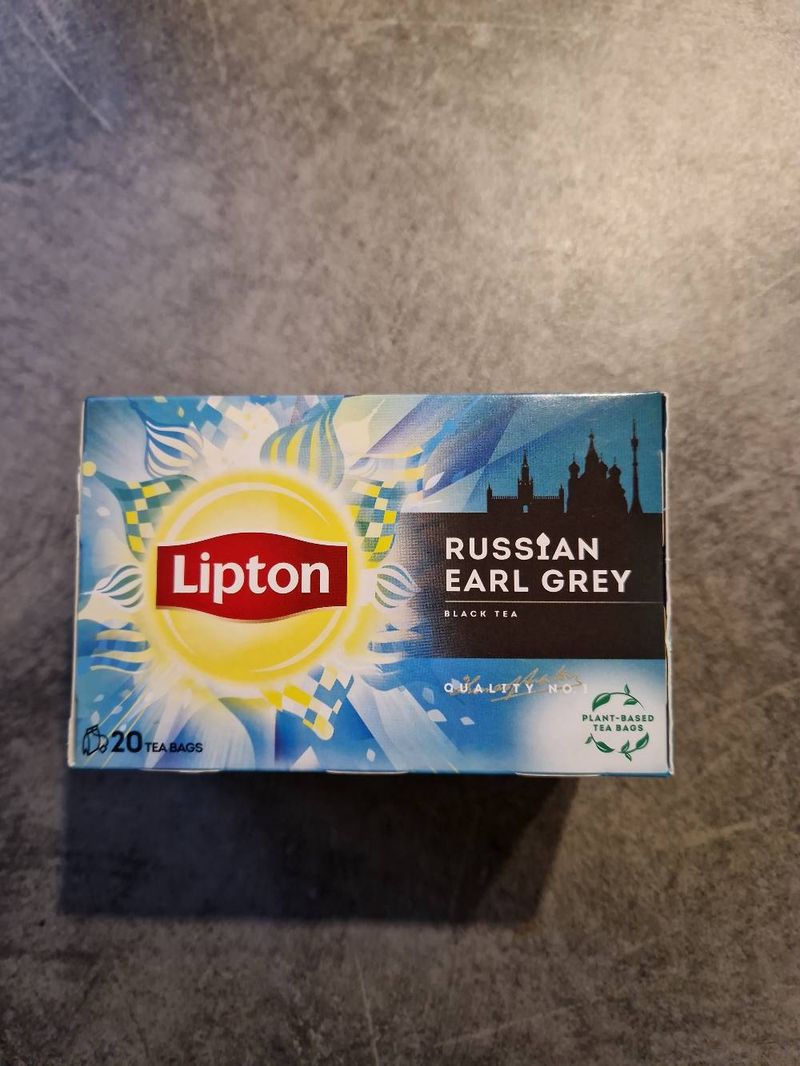 Lipton
RUSSIAN
EARL GREY
BLACK TEA
QUALITY NO 1
PLANT-BASED
TEA BAGS
20 TEA BAGS